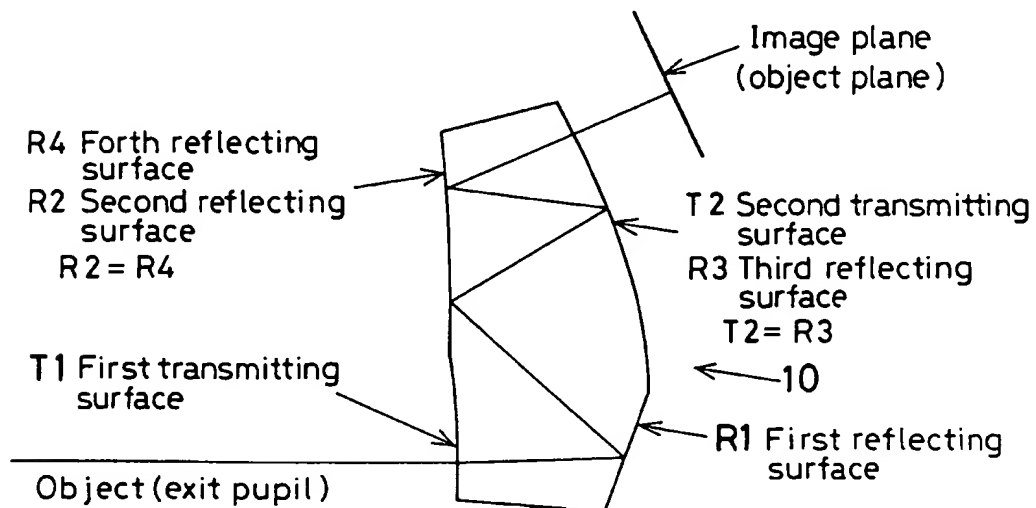 Image plane
(object plane)
R4 Forth reflecting
surface
R2 Second reflecting
surface
R2 = R4
T2 Second transmitting
surface
R3 Third reflecting
surface
T2 = R3
T1 First transmitting
surface
10
R1 First reflecting
surface
Object (exit pupil)